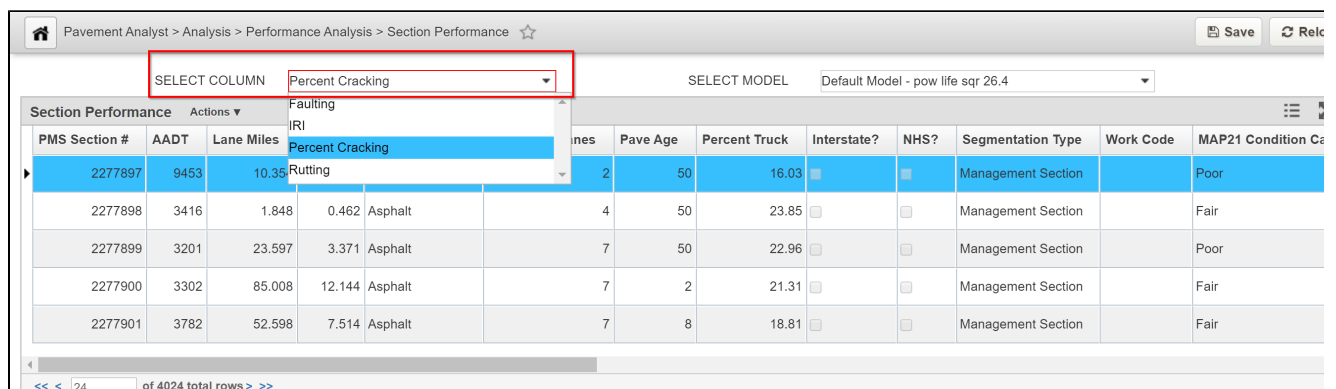 Pavement Analyst > Analysis > Performance Analysis > Section Performance
Save
SELECT COLUMN Percent Cracking SELECT MODEL Default Model - pow life sqr 26.4
Faulting
IRI
Percent Cracking
Rutting
Section Performance Actions ▼
PMS Section # AADT Lane Miles Pave Age Percent Truck Interstate? NHS? Segmentation Type Work Code MAP21 Condition
2277897 9453 2 50 16.03 Management Section Poor
2277898 3416 1.848 0.462 Asphalt 4 50 23.85 Management Section Fair
2277899 3201 23.597 3.371 Asphalt 7 50 22.96 Management Section Poor
2277900 3302 85.008 12.144 Asphalt 7 2 21.31 Management Section Fair
2277901 3782 52.598 7.514 Asphalt 7 8 18.81 Management Section Fair
<< < 24 of 4024 total rows > >>